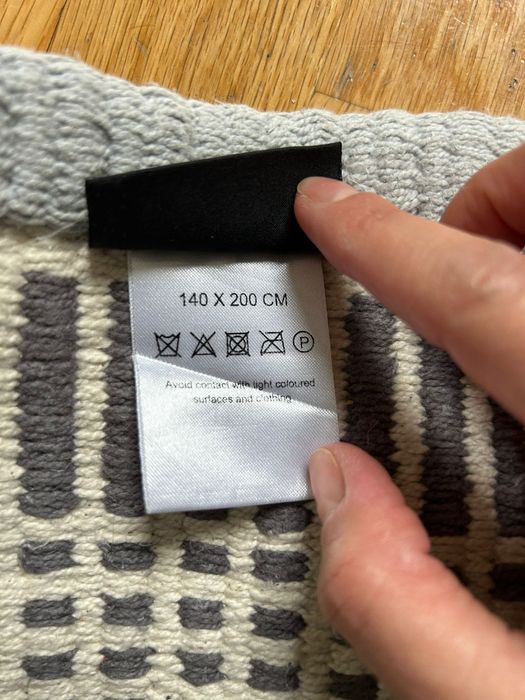 140 X 200 CM
P
Avoid contact with light coloured
surfaces and clothing